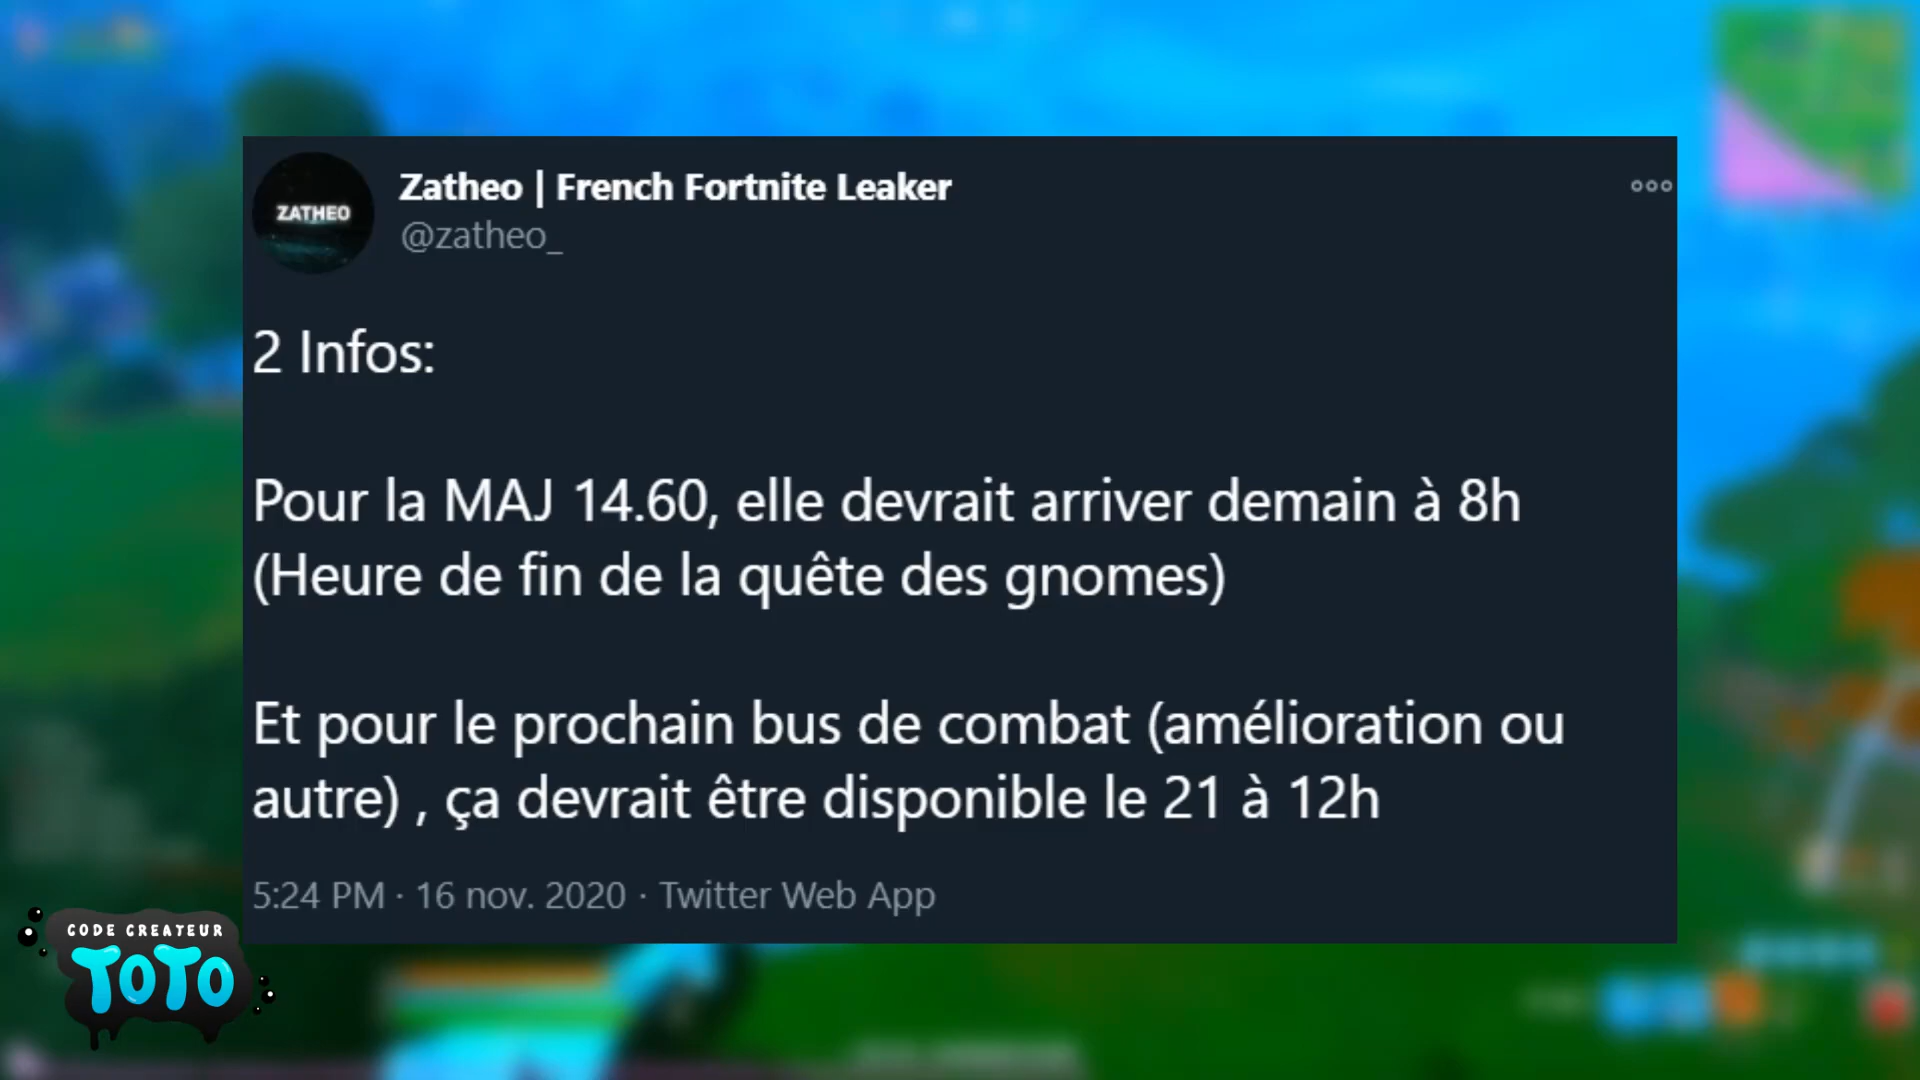 ZATHEO
Zatheo | French Fortnite Leaker
@zatheo_
2 Infos:
Pour la MAJ 14.60, elle devrait arriver demain à 8h
(Heure de fin de la quête des gnomes)
Et pour le prochain bus de combat (amélioration ou
autre) , ça devrait être disponible le 21 à 12h
5:24 PM · 16 nov. 2020 · Twitter Web App
CODE CREATEUR
TOTO